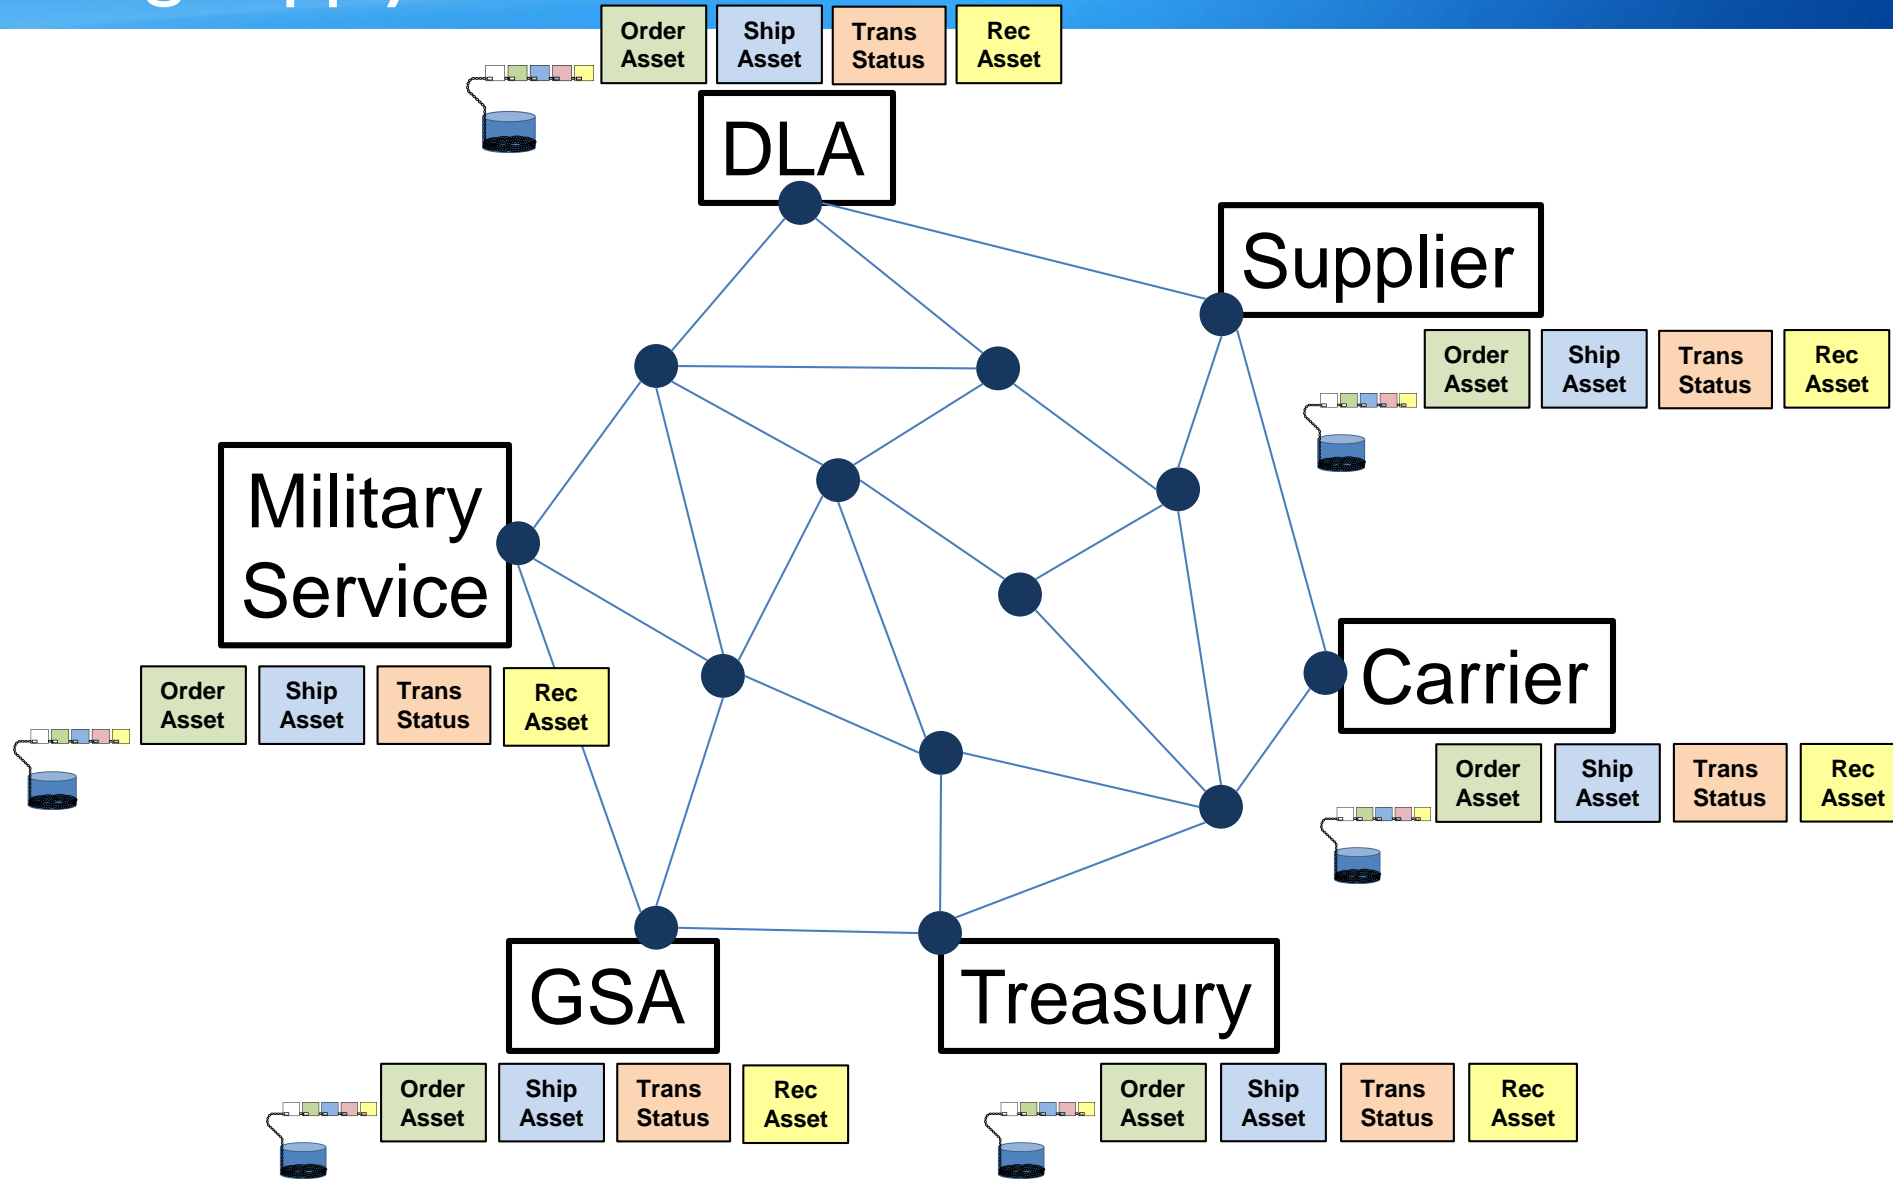 Order
Asset
Ship
Asset
Trans
Status
Rec
Asset
DLA
Supplier
Order
Asset
Ship
Asset
Trans
Status
Rec
Asset
Military
Service
Order
Asset
Ship
Asset
Trans
Status
Rec
Asset
Carrier
Order
Asset
Ship
Asset
Trans
Status
Rec
Asset
GSA
Treasury
Order
Asset
Ship
Asset
Trans
Status
Rec
Asset
Order
Asset
Ship
Asset
Trans
Status
Rec
Asset